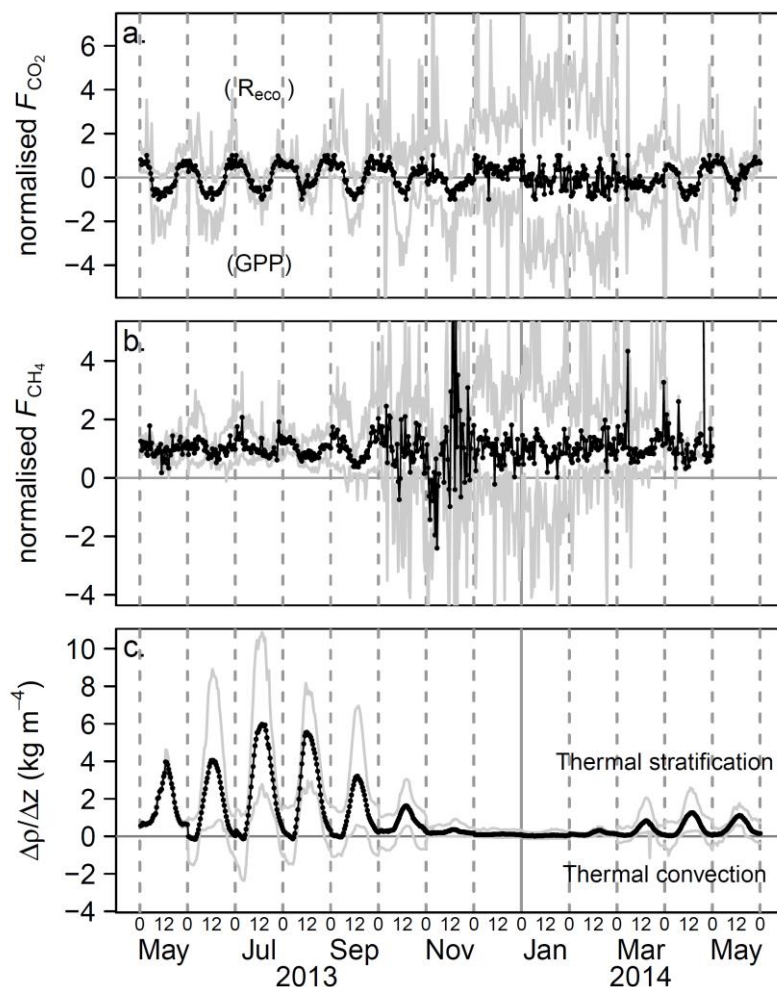 a.
6
4
2
0
−2
−4
normalised F_CO2
(R_eco)
(GPP)
b.
4
2
0
−2
−4
normalised F_CH4
c.
10
8
6
4
2
0
−2
−4
Δρ/Δz (kg m⁻⁴)
Thermal stratification
Thermal convection
0 12 0 12 0 12 0 12 0 12 0 12 0 12 0 12 0 12 0 12 0 12 0 12 0 12 0
May Jul Sep Nov Jan Mar May
2013 2014